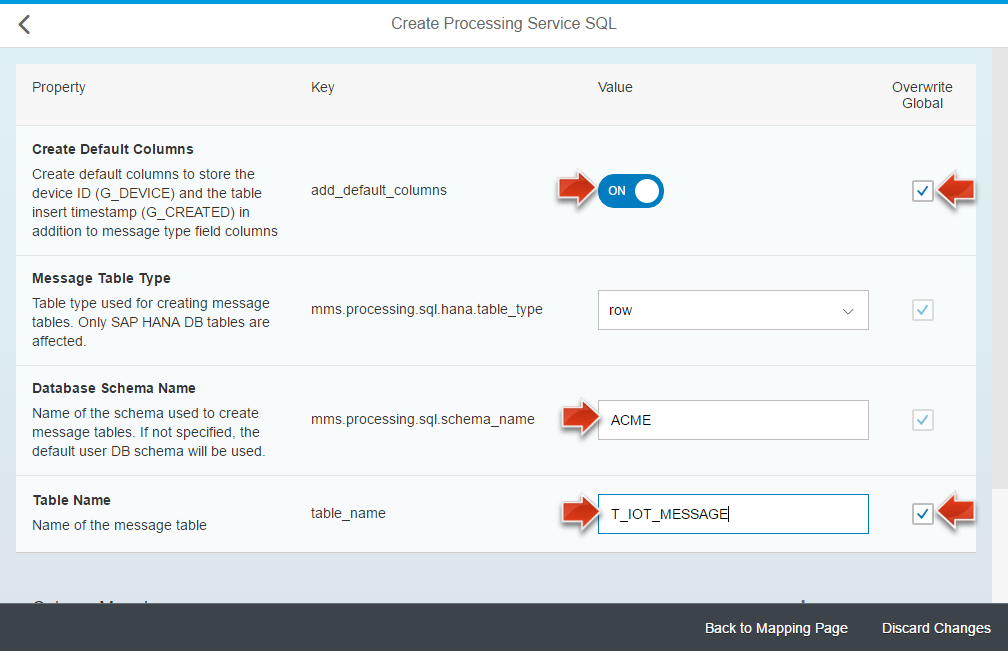 Create Processing Service SQL
Property Key Value Overwrite
Global
Create Default Columns
Create default columns to store the
device ID (G_DEVICE) and the table
insert timestamp (G_CREATED) in
addition to message type field columns
add_default_columns
ON
Message Table Type
Table type used for creating message
tables. Only SAP HANA DB tables are
affected.
mms.processing.sql.hana.table_type
row
Database Schema Name
Name of the schema used to create
message tables. If not specified, the
default user DB schema will be used.
mms.processing.sql.schema_name
ACME
Table Name
Name of the message table
table_name
T_IOT_MESSAGE
Back to Mapping Page Discard Changes